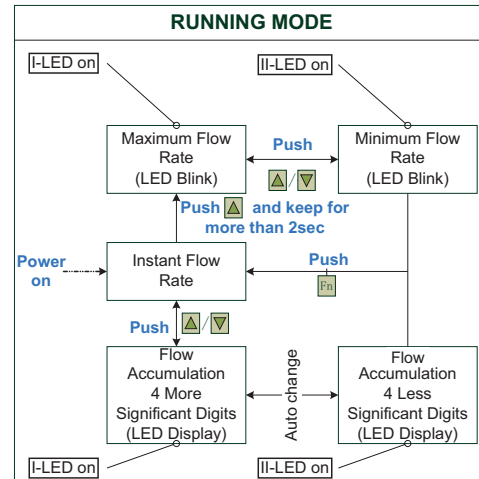 RUNNING MODE
I-LED on
II-LED on
Maximum Flow
Rate
(LED Blink)
Push
/
Minimum Flow
Rate
(LED Blink)
Push and keep for
more than 2sec
Power
on
Instant Flow
Rate
Push
Fn
Push
/
Flow
Accumulation
4 More
Significant Digits
(LED Display)
Auto change
Flow
Accumulation
4 Less
Significant Digits
(LED Display)
I-LED on
II-LED on